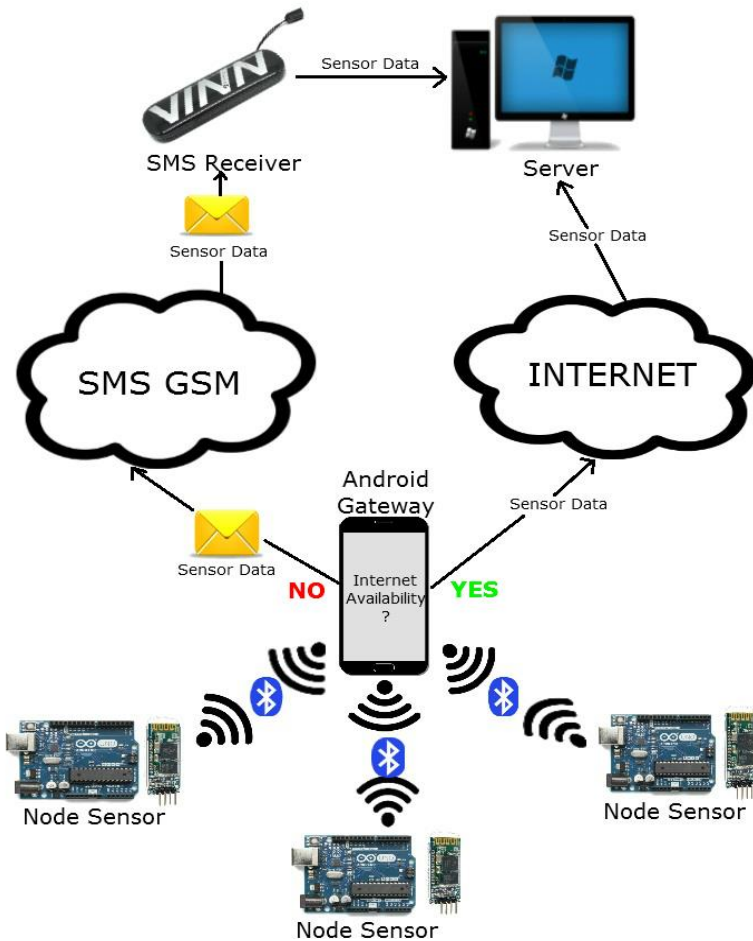 VINN
Sensor Data
SMS Receiver
Server
Sensor Data
Sensor Data
SMS GSM
INTERNET
Android
Gateway
Sensor Data
Sensor Data
Internet
Availability
?
NO
YES
Node Sensor
Node Sensor
Node Sensor